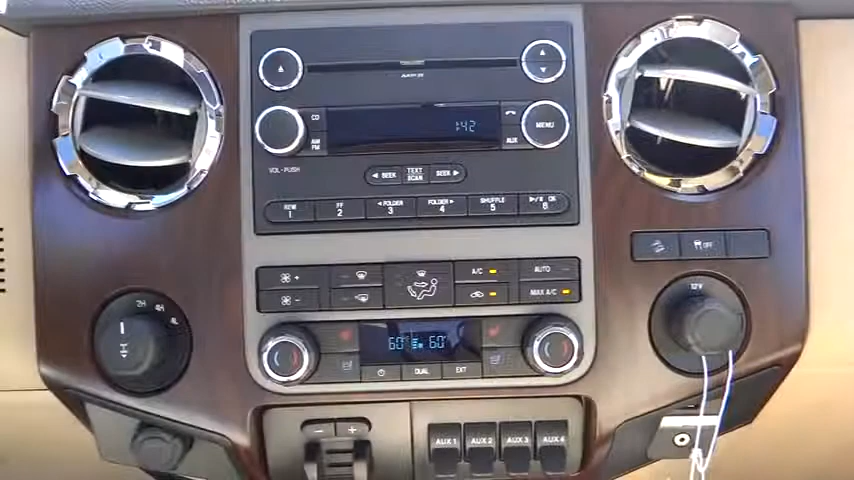 CD
:42
MENU
AM
FM
AUX
VOL-PUSH
◄ SEEK
TEXT
SCAN
SEEK ►
REW
1
FF
2
◄ FOLDER
3
FOLDER ►
4
SHUFFLE
5
►/II OK
6
OFF
+
A/C
AUTO
-
MAX A/C
12V
2H
4H
4L
60
60
DUAL
EXT
- +
AUX 1
AUX 2
AUX 3
AUX 4